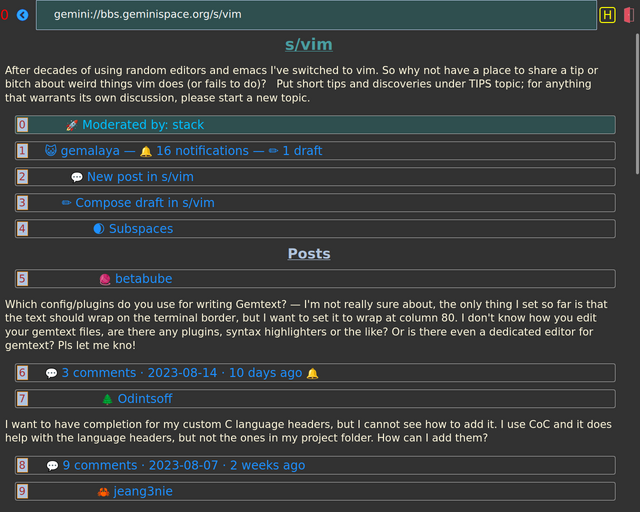 0
gemini://bbs.geminispace.org/s/vim
H
s/vim
After decades of using random editors and emacs I've switched to vim. So why not have a place to share a tip or
bitch about weird things vim does (or fails to do)?   Put short tips and discoveries under TIPS topic; for anything
that warrants its own discussion, please start a new topic.
0 🚀 Moderated by: stack
1 😺 gemalaya — 🔔 16 notifications — ✏ 1 draft
2 💬 New post in s/vim
3 ✏ Compose draft in s/vim
4 🌒 Subspaces
Posts
5 🧶 betabube
Which config/plugins do you use for writing Gemtext? — I'm not really sure about, the only thing I set so far is that
the text should wrap on the terminal border, but I want to set it to wrap at column 80. I don't know how you edit
your gemtext files, are there any plugins, syntax highlighters or the like? Or is there even a dedicated editor for
gemtext? Pls let me kno!
6 💬 3 comments · 2023-08-14 · 10 days ago 🔔
7 🌲 Odintsoff
I want to have completion for my custom C language headers, but I cannot see how to add it. I use CoC and it does
help with the language headers, but not the ones in my project folder. How can I add them?
8 💬 9 comments · 2023-08-07 · 2 weeks ago
9 🦀 jeang3nie